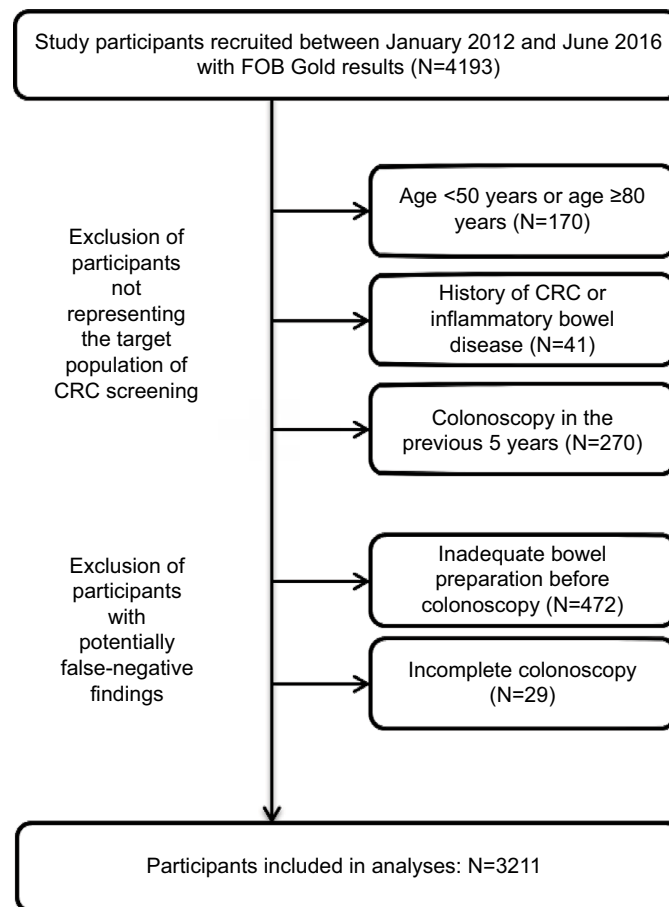 Study participants recruited between January 2012 and June 2016
with FOB Gold results (N=4193)
Exclusion of
participants
not
representing
the target
population of
CRC screening
Age <50 years or age ≥80
years (N=170)
History of CRC or
inflammatory bowel
disease (N=41)
Colonoscopy in the
previous 5 years (N=270)
Exclusion of
participants
with
potentially
false-negative
findings
Inadequate bowel
preparation before
colonoscopy (N=472)
Incomplete colonoscopy
(N=29)
Participants included in analyses: N=3211